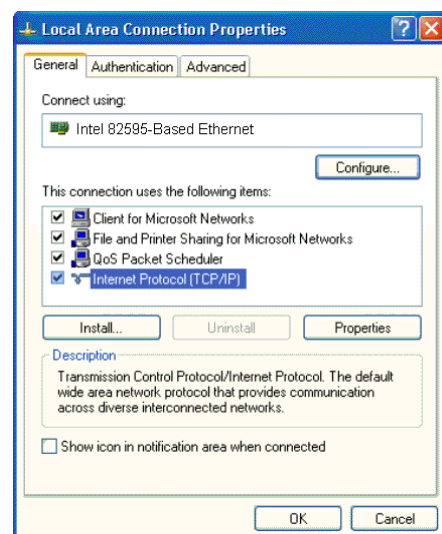 Local Area Connection Properties
General Authentication Advanced
Connect using:
Intel 82595-Based Ethernet
Configure...
This connection uses the following items:
Client for Microsoft Networks
File and Printer Sharing for Microsoft Networks
QoS Packet Scheduler
Internet Protocol (TCP/IP)
Install... Uninstall Properties
Description
Transmission Control Protocol/Internet Protocol. The default
wide area network protocol that provides communication
across diverse interconnected networks.
Show icon in notification area when connected
OK Cancel